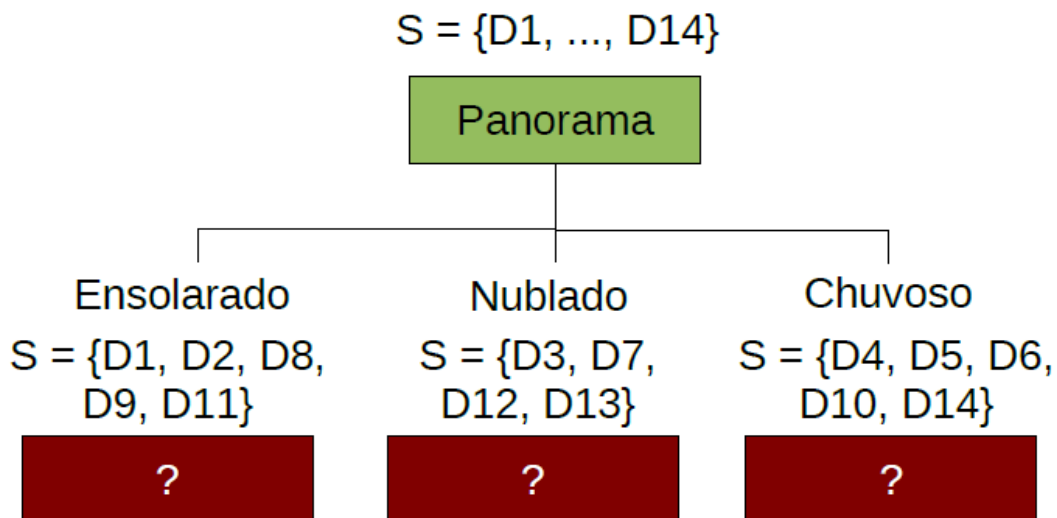 S = {D1, ..., D14}
Panorama
Ensolarado
S = {D1, D2, D8,
D9, D11}
?
Nublado
S = {D3, D7,
D12, D13}
?
Chuvoso
S = {D4, D5, D6,
D10, D14}
?